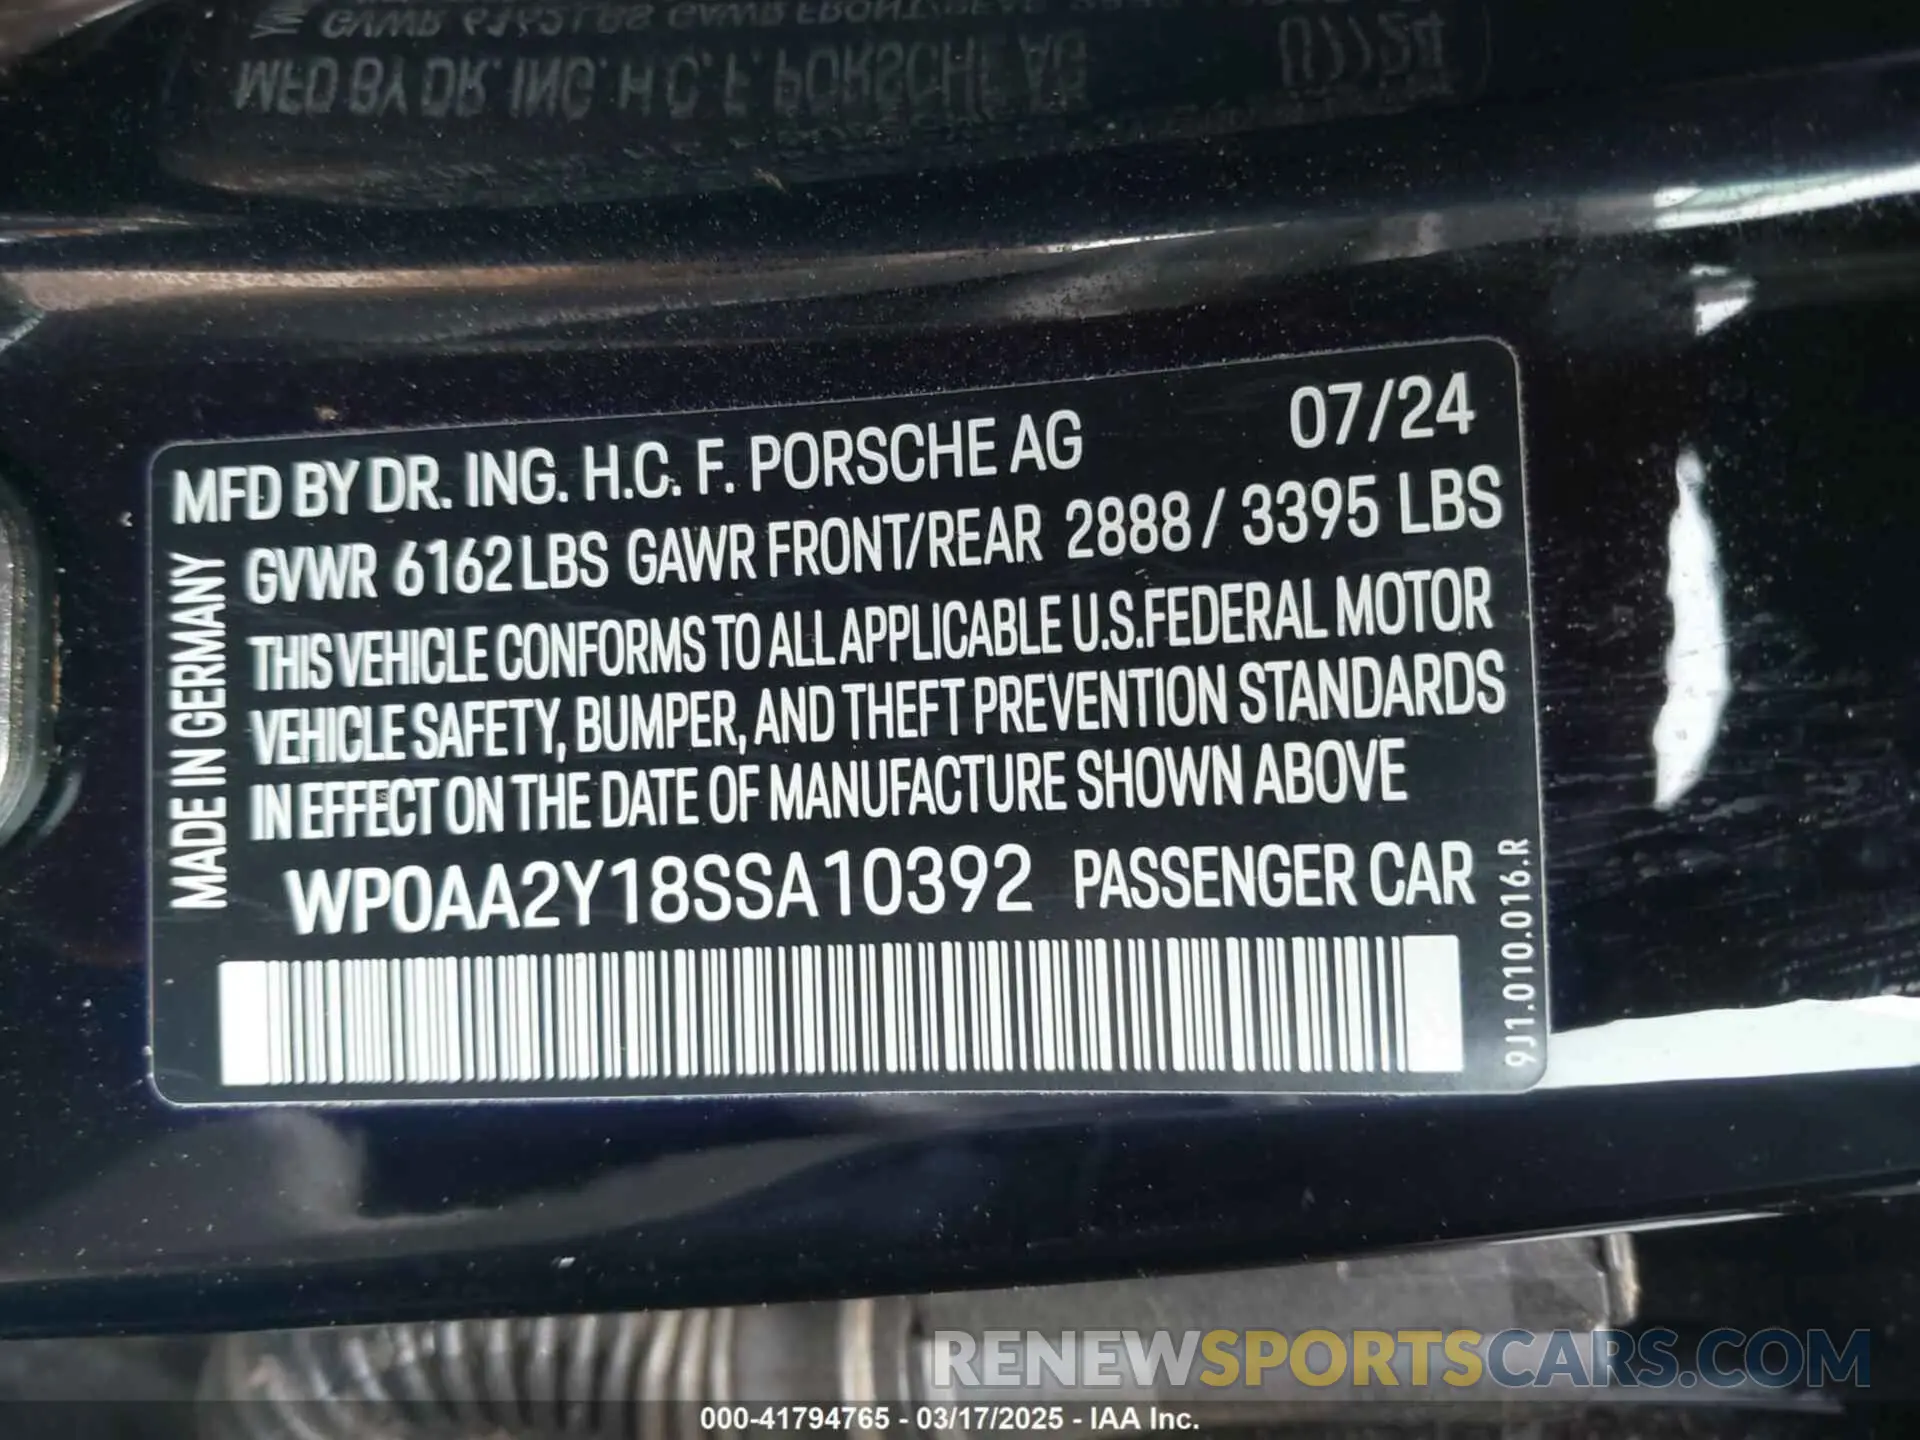 MFD BY DR. ING. H.C. F. PORSCHE AG 07/24
GVWR 6162 LBS GAWR FRONT/REAR 2888 / 3395 LBS
THIS VEHICLE CONFORMS TO ALL APPLICABLE U.S.FEDERAL MOTOR
VEHICLE SAFETY, BUMPER, AND THEFT PREVENTION STANDARDS
IN EFFECT ON THE DATE OF MANUFACTURE SHOWN ABOVE
WP0AA2Y18SSA10392 PASSENGER CAR
MADE IN GERMANY
9J1.010.016.R
RENEWSPORTSCARS.COM
000-41794765 - 03/17/2025 - IAA Inc.